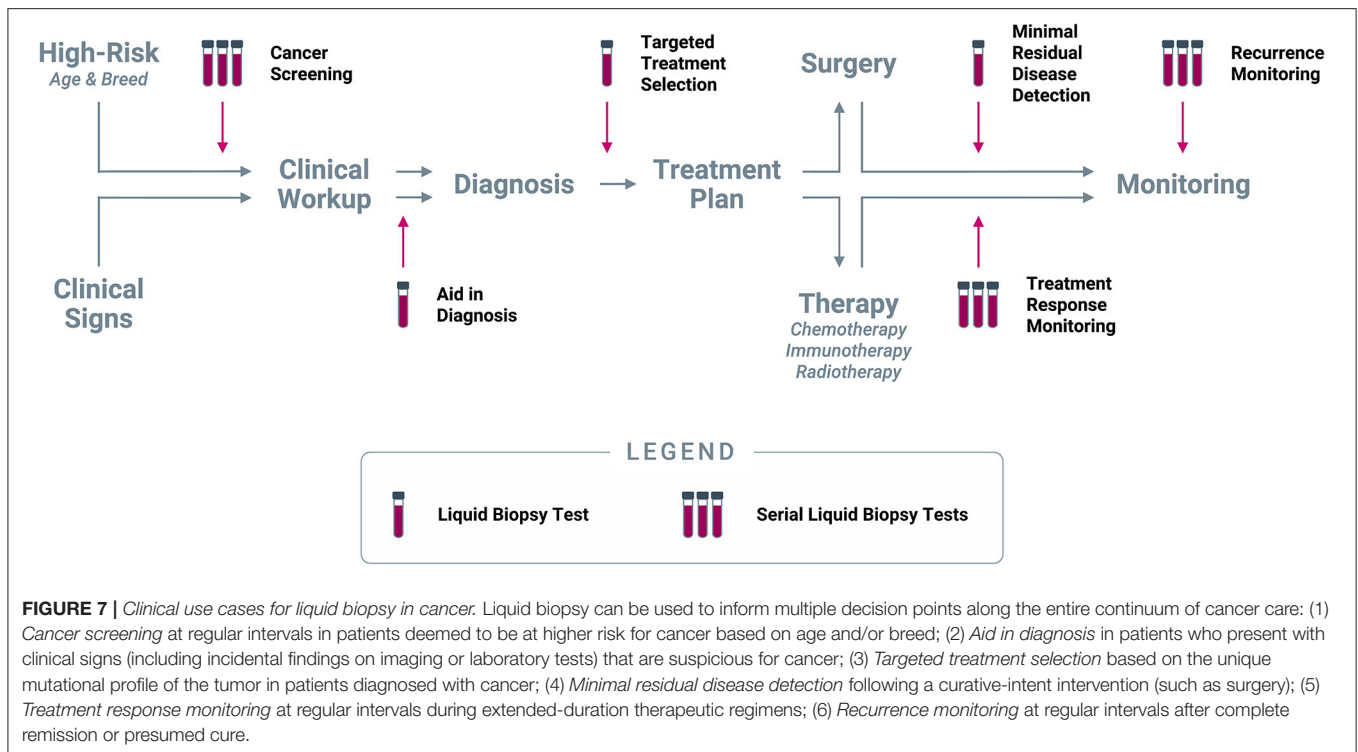 High-Risk
Age & Breed
Cancer
Screening
Targeted
Treatment
Selection
Surgery
Minimal
Residual
Disease
Detection
Recurrence
Monitoring
Clinical
Workup
Diagnosis
Treatment
Plan
Monitoring
Clinical
Signs
Aid in
Diagnosis
Therapy
Chemotherapy
Immunotherapy
Radiotherapy
Treatment
Response
Monitoring
LEGEND
Liquid Biopsy Test
Serial Liquid Biopsy Tests
FIGURE 7 | Clinical use cases for liquid biopsy in cancer. Liquid biopsy can be used to inform multiple decision points along the entire continuum of cancer care: (1)
Cancer screening at regular intervals in patients deemed to be at higher risk for cancer based on age and/or breed; (2) Aid in diagnosis in patients who present with
clinical signs (including incidental findings on imaging or laboratory tests) that are suspicious for cancer; (3) Targeted treatment selection based on the unique
mutational profile of the tumor in patients diagnosed with cancer; (4) Minimal residual disease detection following a curative-intent intervention (such as surgery); (5)
Treatment response monitoring at regular intervals during extended-duration therapeutic regimens; (6) Recurrence monitoring at regular intervals after complete
remission or presumed cure.